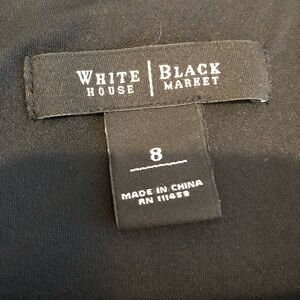 WHITE | BLACK
HOUSE | MARKET
8
MADE IN CHINA
RN 111459